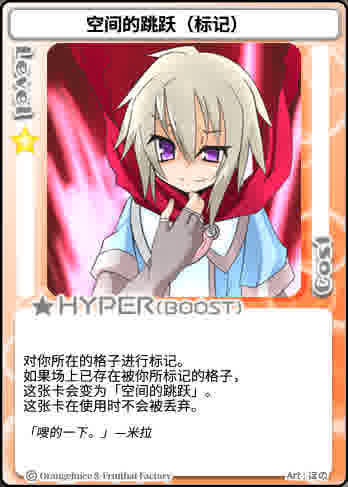 空间的跳跃（标记）
Level
Cost
★HYPER(BOOST)
对你所在的格子进行标记。
如果场上已存在被你所标记的格子，
这张卡会变为「空间的跳跃」。
这张卡在使用时不会被丢弃。
「嗖的一下。」—米拉
©OrangeJuice & Fruitbat Factory
Art : ほの